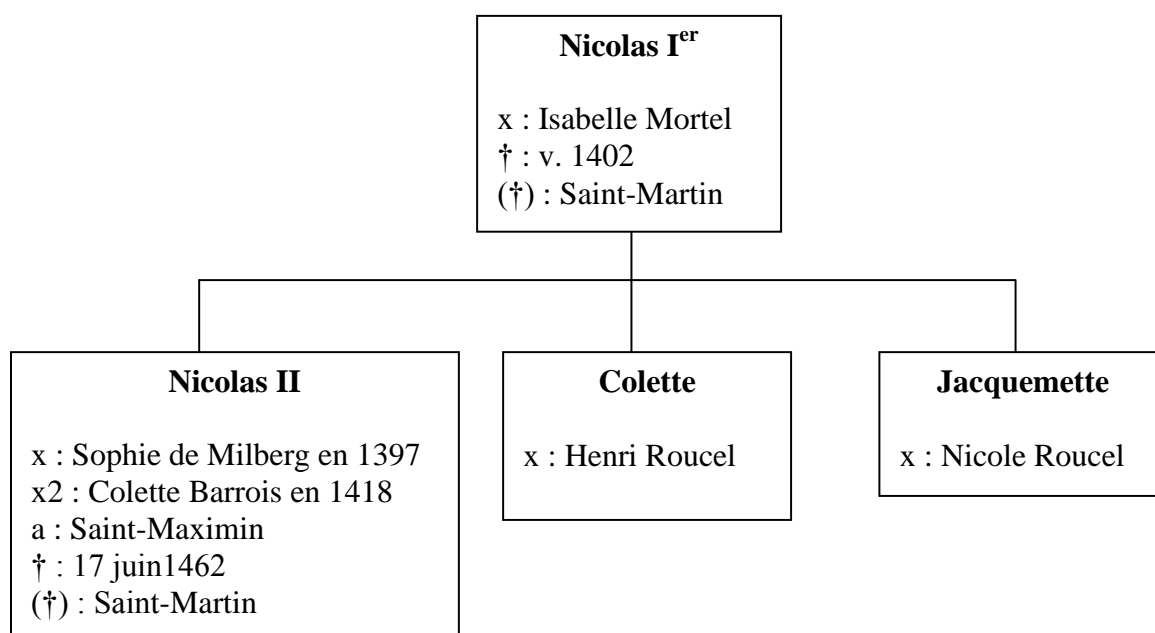 Nicolas Ier
x : Isabelle Mortel
† : v. 1402
(†) : Saint-Martin
Nicolas II
x : Sophie de Milberg en 1397
x2 : Colette Barrois en 1418
a : Saint-Maximin
† : 17 juin1462
(†) : Saint-Martin
Colette
x : Henri Roucel
Jacquemette
x : Nicole Roucel